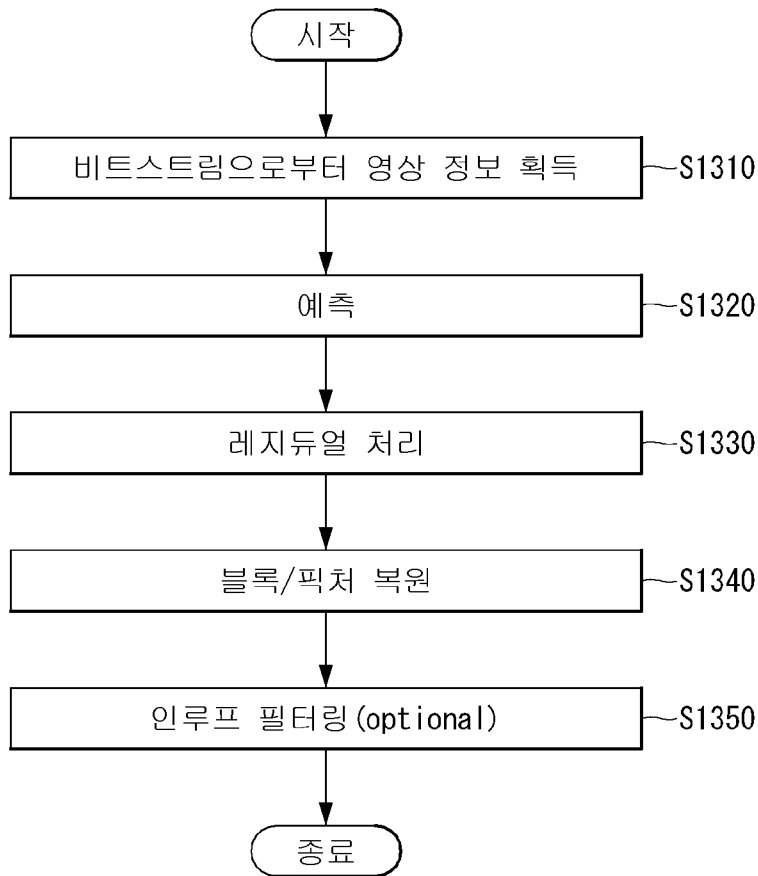 시작
비트스트림으로부터 영상 정보 획득
S1310
예측
S1320
레지듀얼 처리
S1330
블록/픽처 복원
S1340
인루프 필터링(optional)
S1350
종료